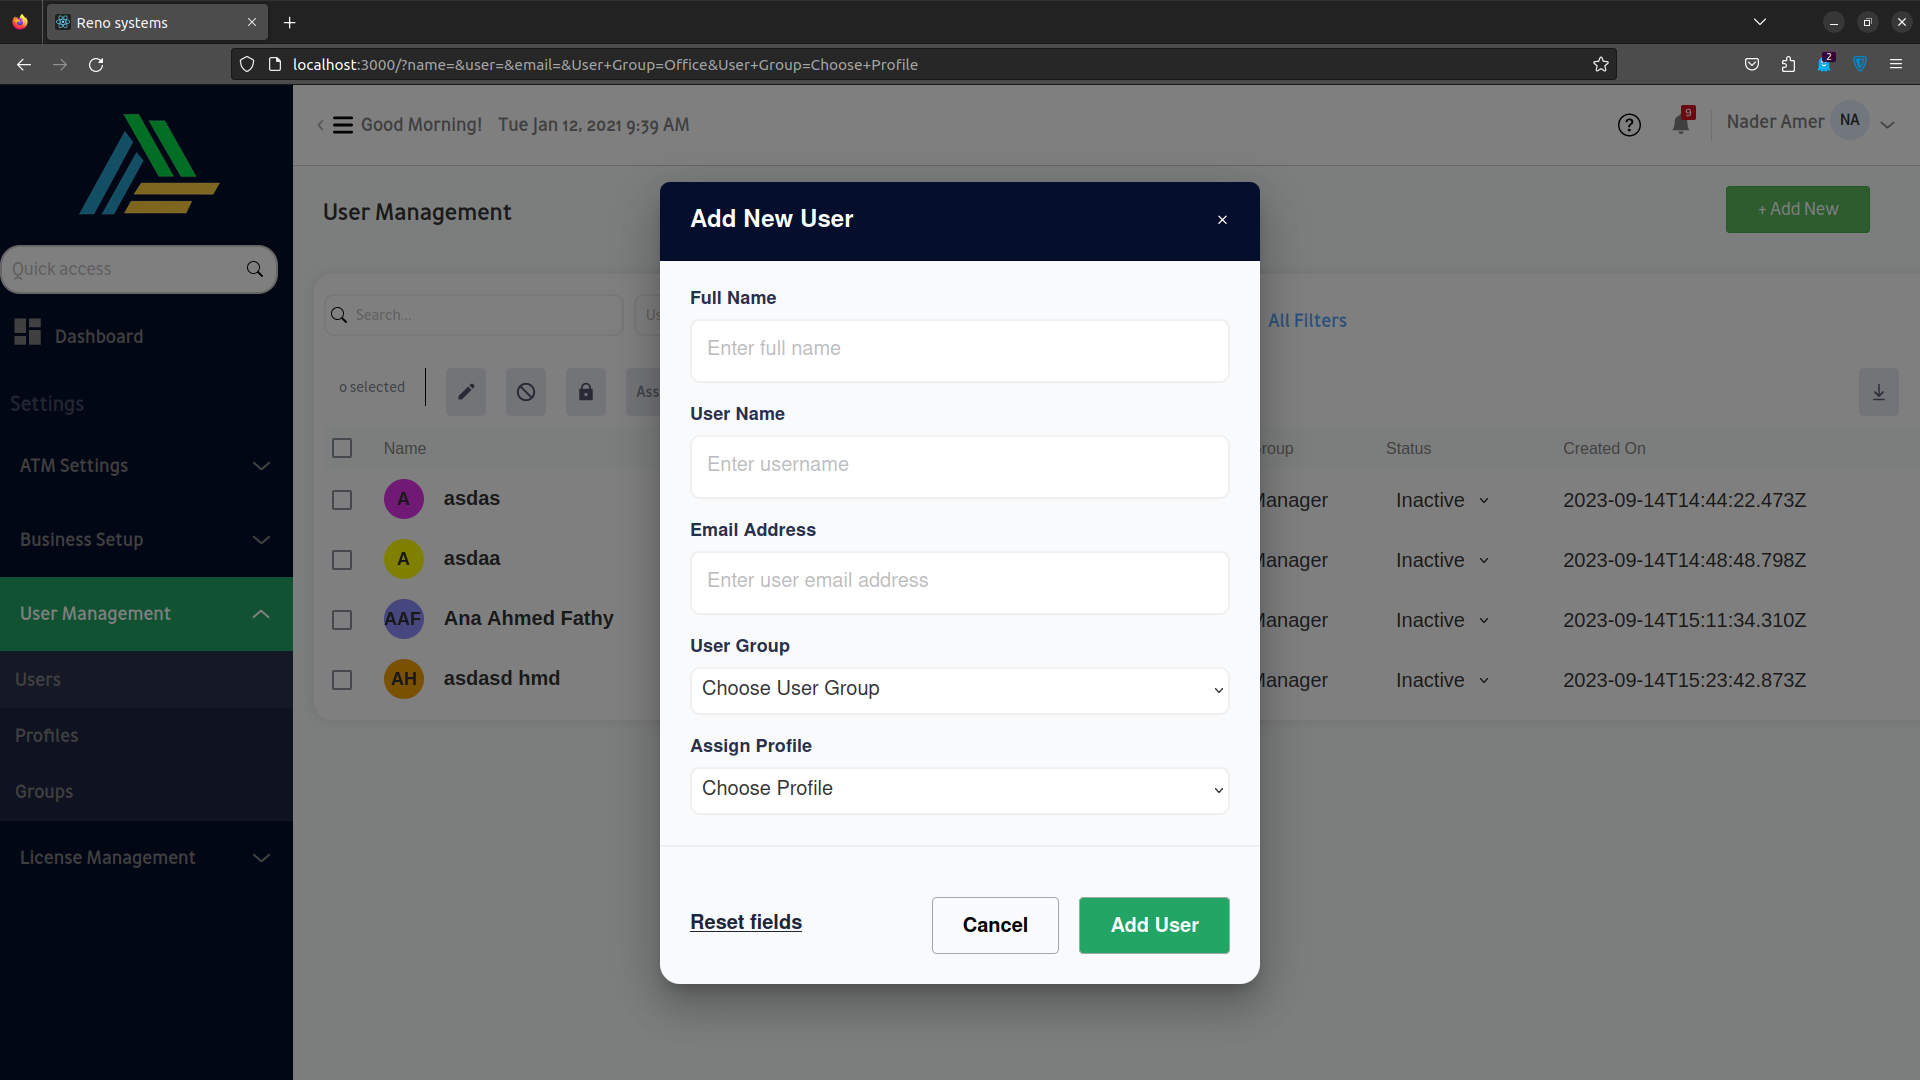 Reno systems
localhost:3000/?name=&user=&email=&User+Group=Office&User+Group=Choose+Profile
2
Good Morning! Tue Jan 12, 2021 9:39 AM
9
Nader Amer NA
Quick access
Dashboard
Settings
ATM Settings
Business Setup
User Management
Users
Profiles
Groups
License Management
User Management
+ Add New
Search...
Us
All Filters
0 selected
Ass
Name
roup
Status
Created On
A asdas
Manager
Inactive
2023-09-14T14:44:22.473Z
A asdaa
Manager
Inactive
2023-09-14T14:48:48.798Z
AAF Ana Ahmed Fathy
Manager
Inactive
2023-09-14T15:11:34.310Z
AH asdasd hmd
Manager
Inactive
2023-09-14T15:23:42.873Z
Add New User
Full Name
Enter full name
User Name
Enter username
Email Address
Enter user email address
User Group
Choose User Group
Assign Profile
Choose Profile
Reset fields
Cancel
Add User